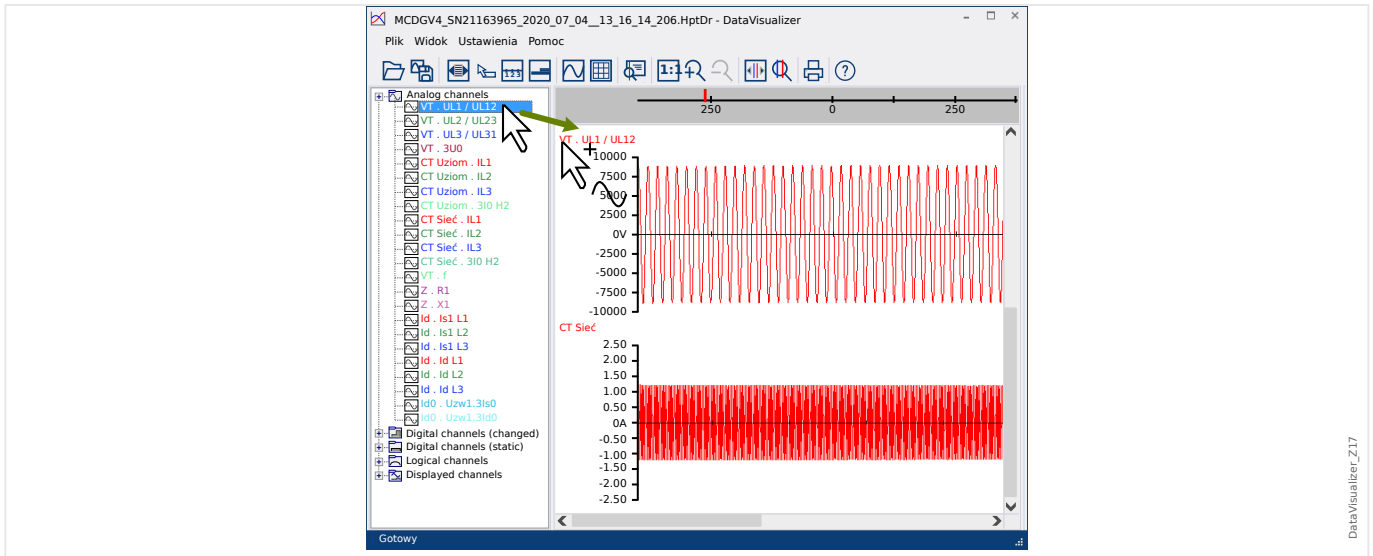 MCDGV4_SN21163965_2020_07_04__13_16_14_206.HptDr - DataVisualizer
Plik Widok Ustawienia Pomoc
123
1:1
Analog channels
VT . UL1 / UL12
VT . UL2 / UL23
VT . UL3 / UL31
VT . 3U0
CT Uziom . IL1
CT Uziom . IL2
CT Uziom . IL3
CT Uziom . 3I0 H2
CT Sieć . IL1
CT Sieć . IL2
CT Sieć . IL3
CT Sieć . 3I0 H2
VT . f
Z . R1
Z . X1
Id . Is1 L1
Id . Is1 L2
Id . Is1 L3
Id . Id L1
Id . Id L2
Id . Id L3
Id0 . Uzw1.3Is0
Id0 . Uzw1.3Id0
Digital channels (changed)
Digital channels (static)
Logical channels
Displayed channels
250 0 250
VT . UL1 / UL12
10000
7500
5000
2500
0V
-2500
-5000
-7500
-10000
CT Sieć
2.50
2.00
1.50
1.00
0.50
0A
-0.50
-1.00
-1.50
-2.00
-2.50
Gotowy
DataVisualizer_Z17